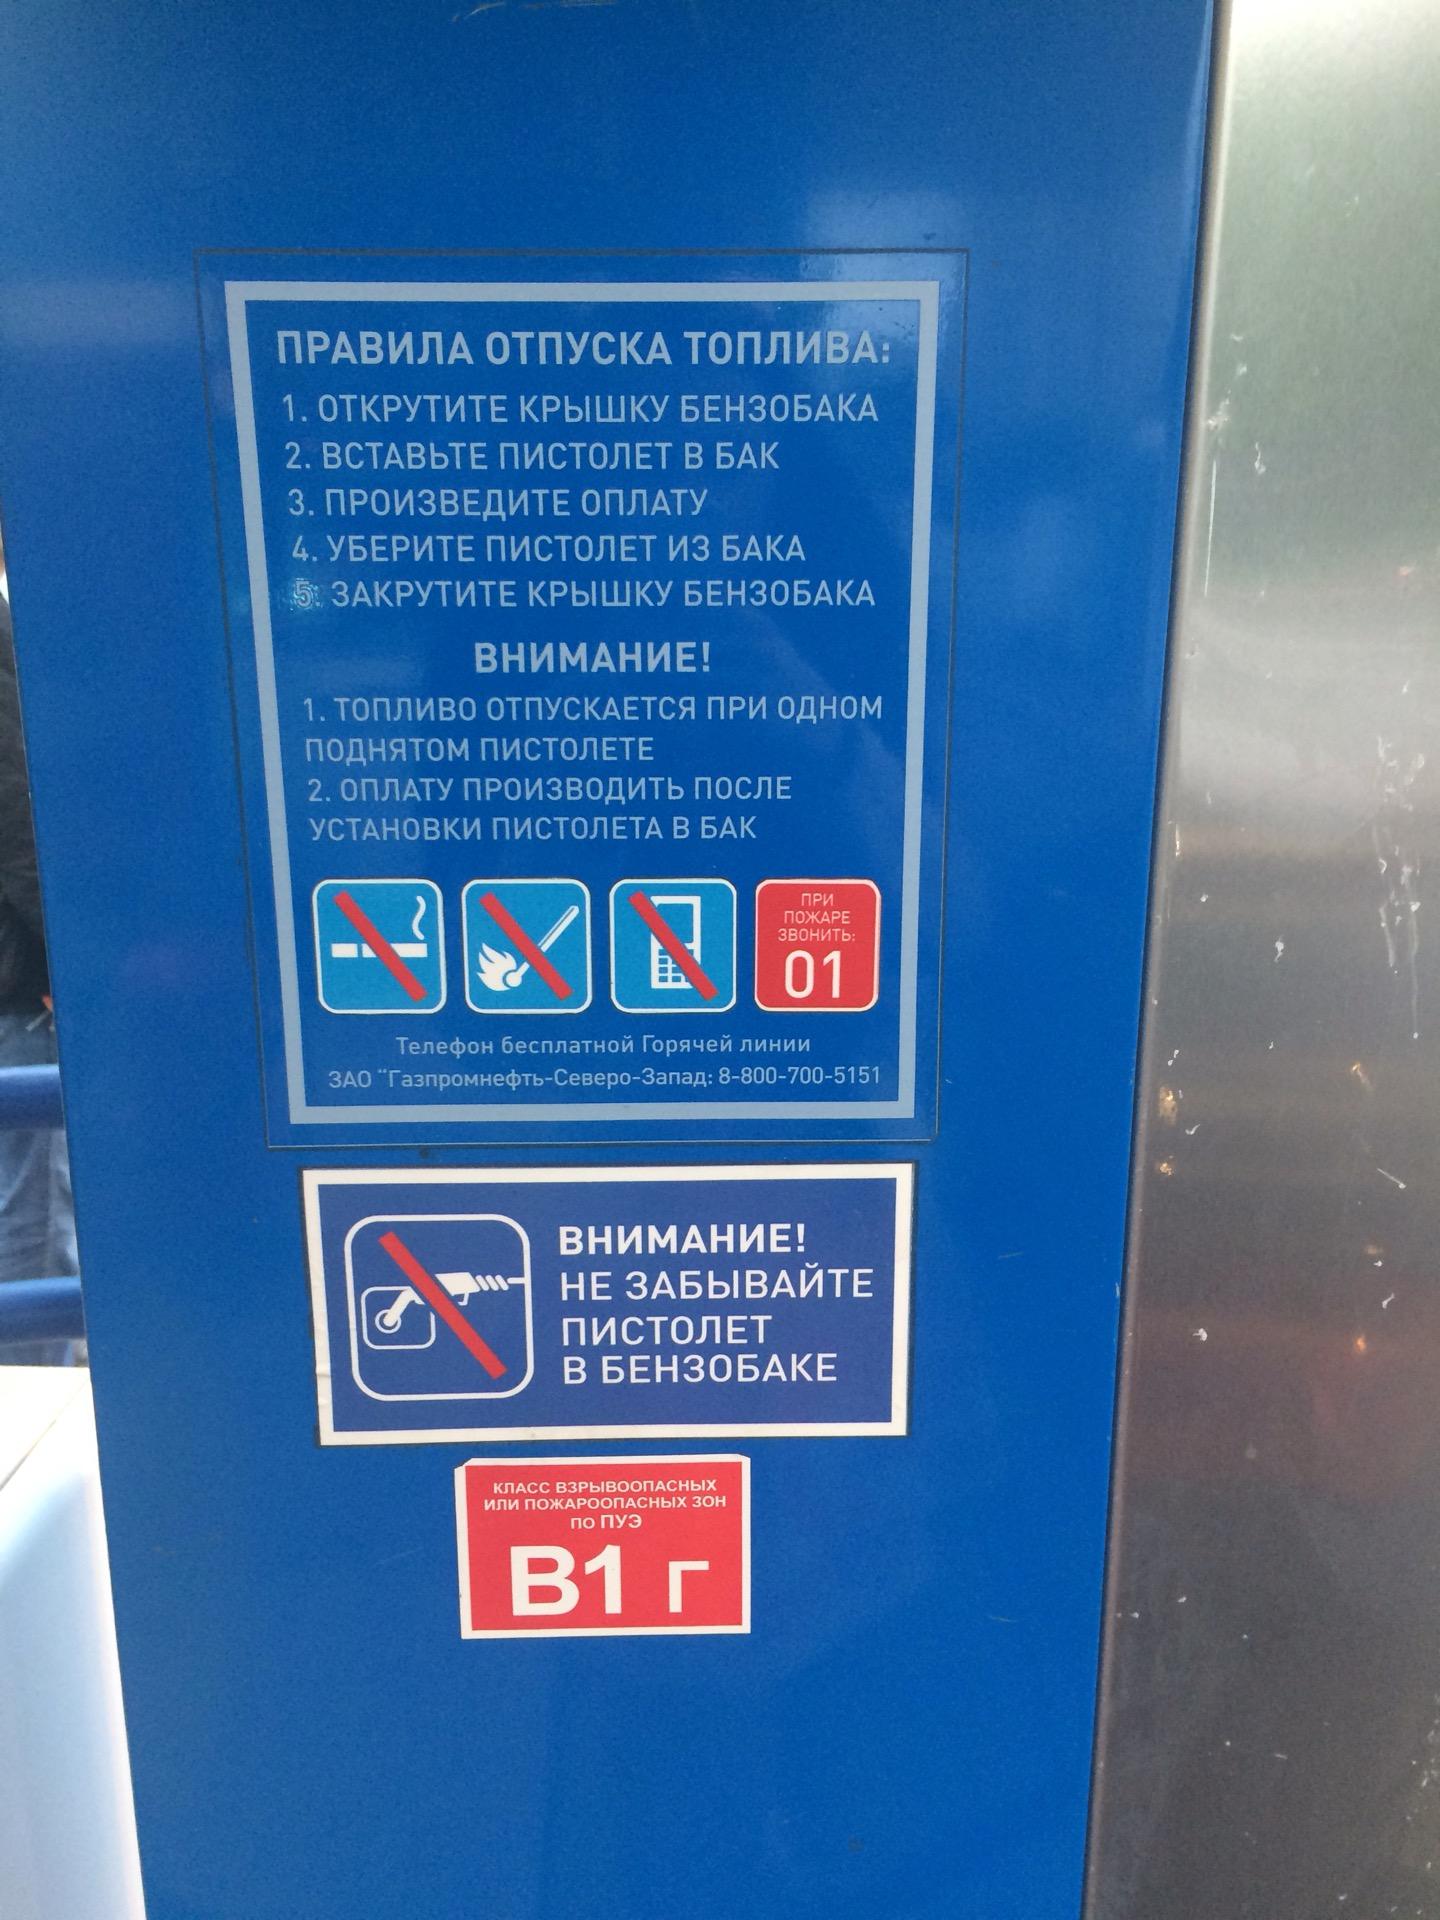 ПРАВИЛА ОТПУСКА ТОПЛИВА:
1. ОТКРУТИТЕ КРЫШКУ БЕНЗОБАКА
2. ВСТАВЬТЕ ПИСТОЛЕТ В БАК
3. ПРОИЗВЕДИТЕ ОПЛАТУ
4. УБЕРИТЕ ПИСТОЛЕТ ИЗ БАКА
5. ЗАКРУТИТЕ КРЫШКУ БЕНЗОБАКА
ВНИМАНИЕ!
1. ТОПЛИВО ОТПУСКАЕТСЯ ПРИ ОДНОМ
ПОДНЯТОМ ПИСТОЛЕТЕ
2. ОПЛАТУ ПРОИЗВОДИТЬ ПОСЛЕ
УСТАНОВКИ ПИСТОЛЕТА В БАК
ПРИ
ПОЖАРЕ
ЗВОНИТЬ:
01
Телефон бесплатной Горячей линии
ЗАО "Газпромнефть-Северо-Запад: 8-800-700-5151
ВНИМАНИЕ!
НЕ ЗАБЫВАЙТЕ
ПИСТОЛЕТ
В БЕНЗОБАКЕ
КЛАСС ВЗРЫВООПАСНЫХ
ИЛИ ПОЖАРООПАСНЫХ ЗОН
ПО ПУЭ
В1 г